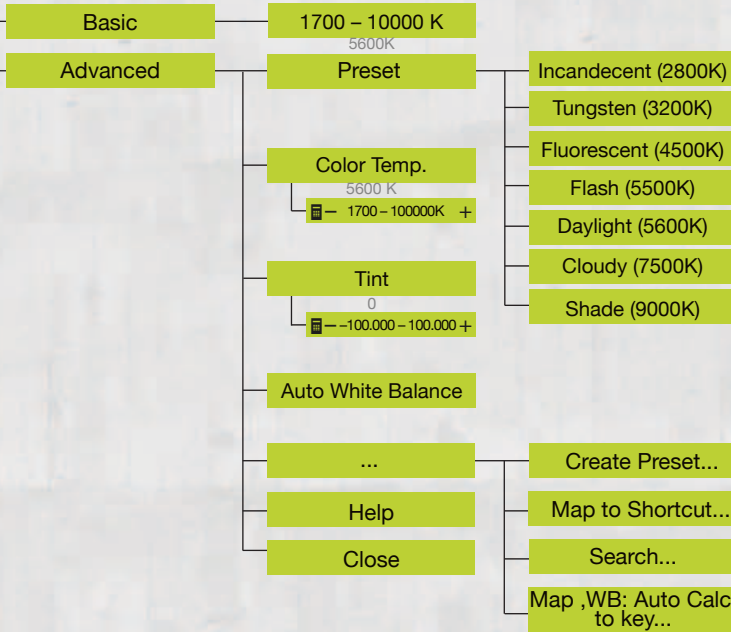 Basic
1700 – 10000 K
5600K
Advanced
Preset
Incandecent (2800K)
Tungsten (3200K)
Fluorescent (4500K)
Flash (5500K)
Daylight (5600K)
Cloudy (7500K)
Shade (9000K)
Color Temp.
5600 K
– 1700 – 100000K +
Tint
0
– -100.000 – 100.000 +
Auto White Balance
...
Create Preset...
Map to Shortcut...
Search...
Map ,WB: Auto Calc
to key...
Help
Close